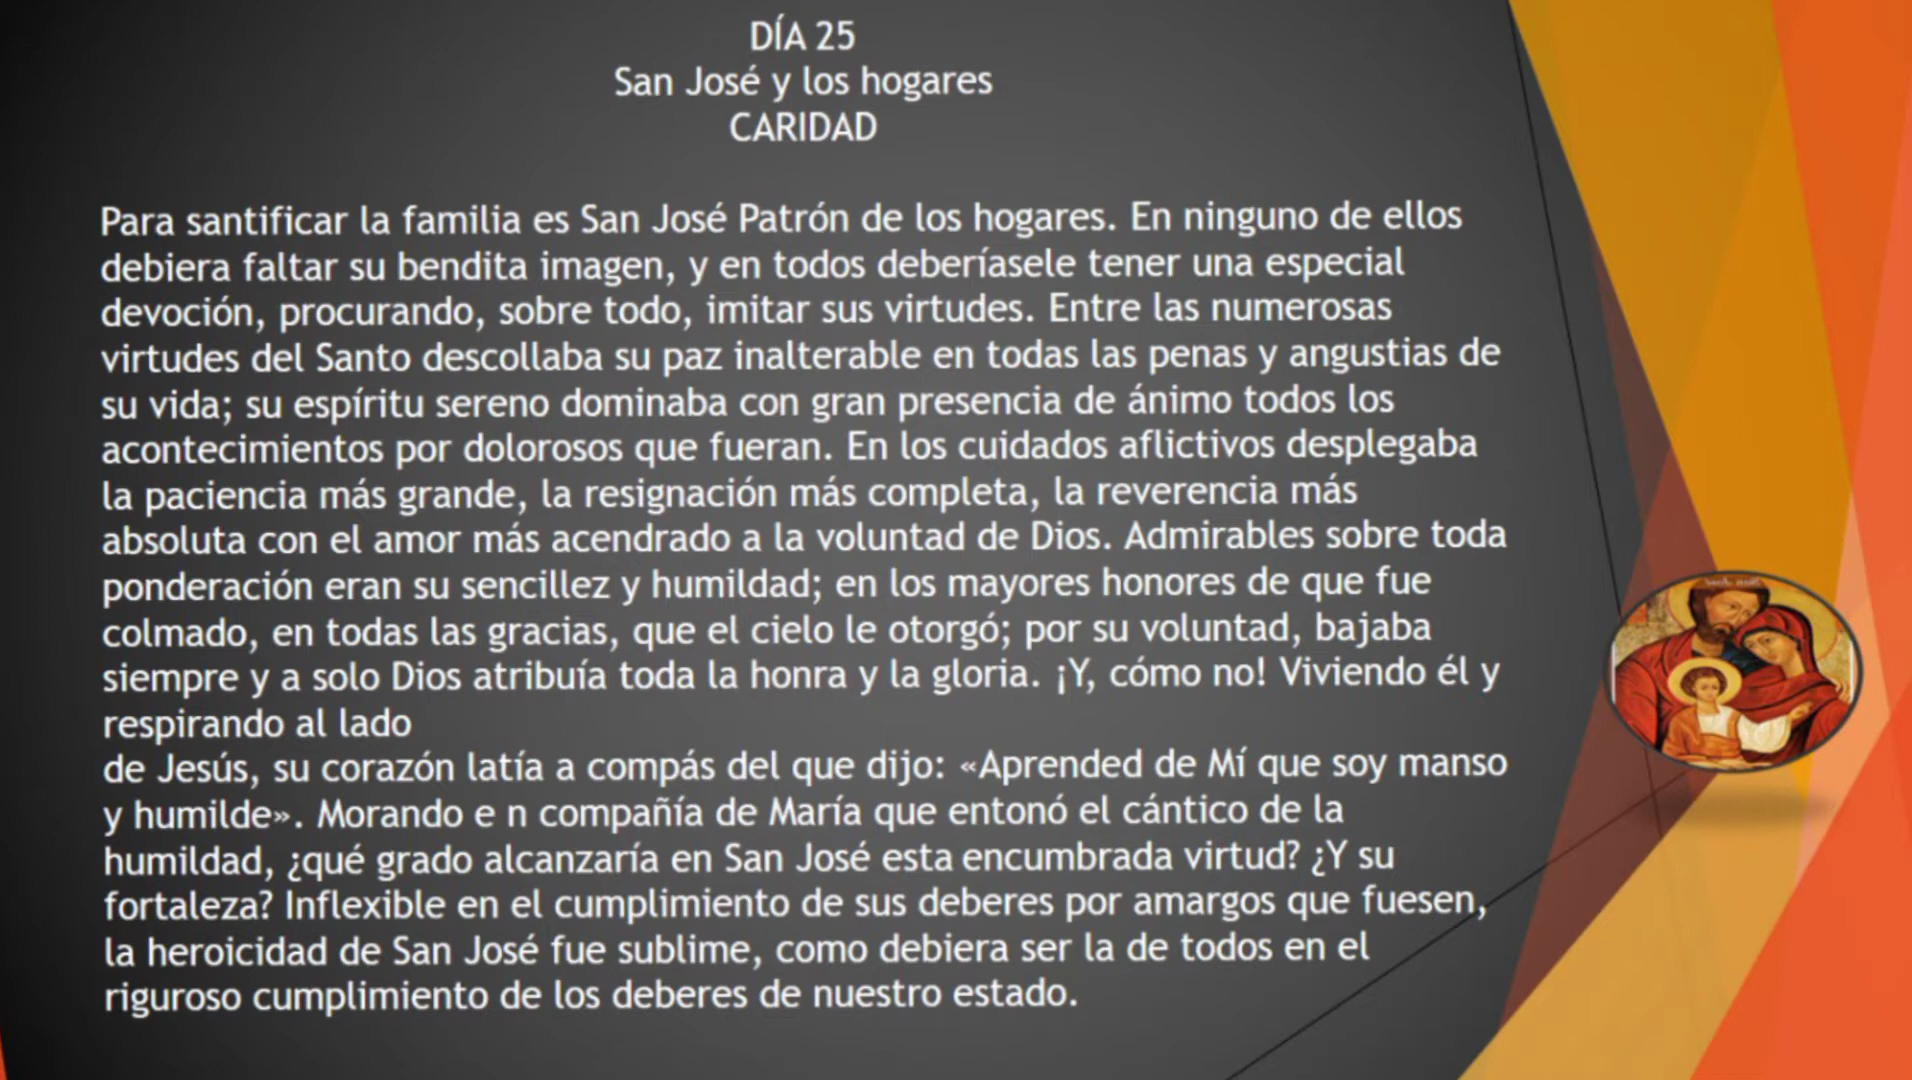 DÍA 25
San José y los hogares
CARIDAD
Para santificar la familia es San José Patrón de los hogares. En ninguno de ellos
debiera faltar su bendita imagen, y en todos deberíasele tener una especial
devoción, procurando, sobre todo, imitar sus virtudes. Entre las numerosas
virtudes del Santo descollaba su paz inalterable en todas las penas y angustias de
su vida; su espíritu sereno dominaba con gran presencia de ánimo todos los
acontecimientos por dolorosos que fueran. En los cuidados aflictivos desplegaba
la paciencia más grande, la resignación más completa, la reverencia más
absoluta con el amor más acendrado a la voluntad de Dios. Admirables sobre toda
ponderación eran su sencillez y humildad; en los mayores honores de que fue
colmado, en todas las gracias, que el cielo le otorgó; por su voluntad, bajaba
siempre y a solo Dios atribuía toda la honra y la gloria. ¡Y, cómo no! Viviendo él y
respirando al lado
de Jesús, su corazón latía a compás del que dijo: «Aprended de Mí que soy manso
y humilde». Morando e n compañía de María que entonó el cántico de la
humildad, ¿qué grado alcanzaría en San José esta encumbrada virtud? ¿Y su
fortaleza? Inflexible en el cumplimiento de sus deberes por amargos que fuesen,
la heroicidad de San José fue sublime, como debiera ser la de todos en el
riguroso cumplimiento de los deberes de nuestro estado.